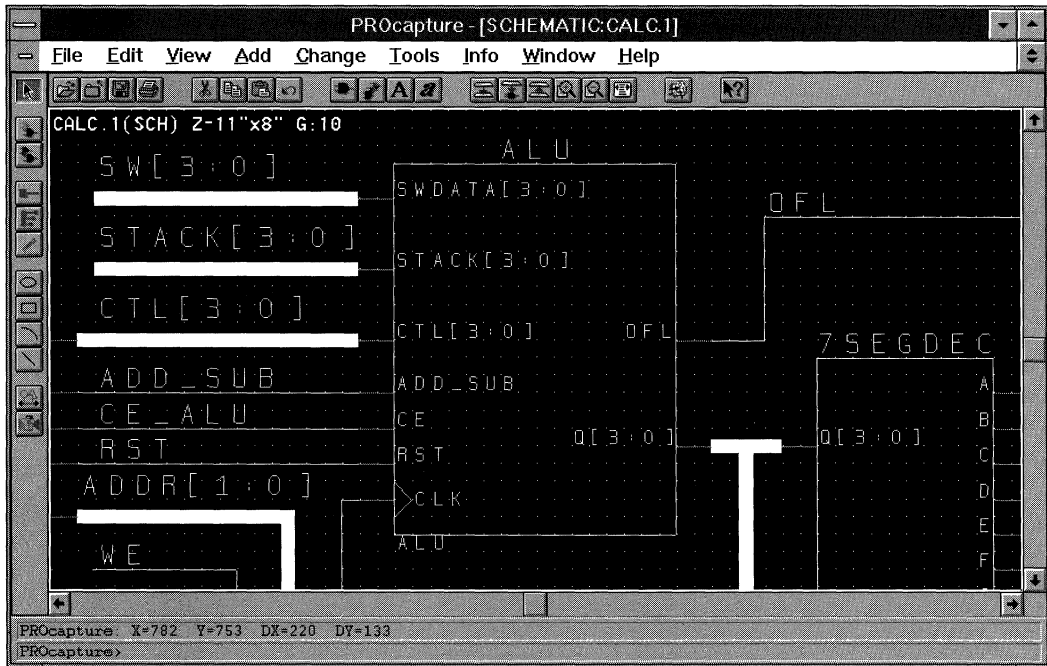 PROcapture - [SCHEMATIC:CALC.1]
File Edit View Add Change Tools Info Window Help
CALC.1(SCH) Z-11"x8" G:10
ALU
SW[3:0]
SWDATA[3:0]
OFL
STACK[3:0]
STACK[3:0]
CTL[3:0]
CTL[3:0]
OFL
7SEGDEC
ADD_SUB
ADD_SUB
A
CE_ALU
CE
B
Q[3:0]
Q[3:0]
RST
RST
C
ADDR[1:0]
CLK
D
E
ALU
WE
F
PROcapture: X=782 Y=753 DX=220 DY=133
PROcapture>